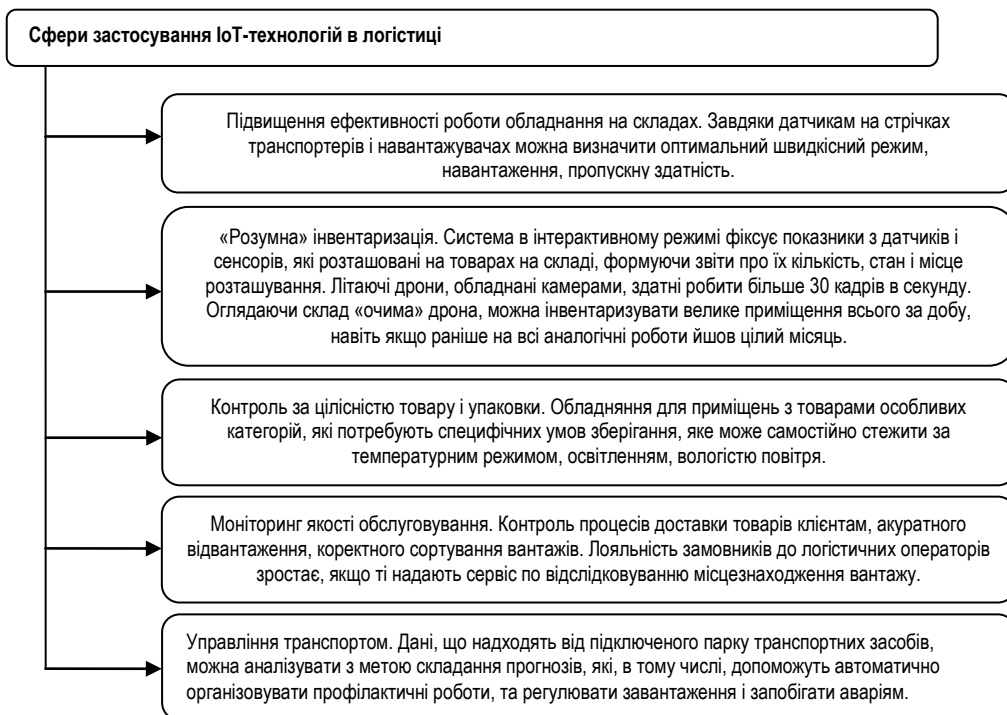 Сфери застосування IoT-технологій в логістиці
Підвищення ефективності роботи обладнання на складах. Завдяки датчикам на стрічках
транспортерів і навантажувачах можна визначити оптимальний швидкісний режим,
навантаження, пропускну здатність.
«Розумна» інвентаризація. Система в інтерактивному режимі фіксує показники з датчиків і
сенсорів, які розташовані на товарах на складі, формуючи звіти про їх кількість, стан і місце
розташування. Літаючі дрони, обладнані камерами, здатні робити більше 30 кадрів в секунду.
Оглядаючи склад «очима» дрона, можна інвентаризувати велике приміщення всього за добу,
навіть якщо раніше на всі аналогічні роботи йшов цілий місяць.
Контроль за цілісністю товару і упаковки. Обладняння для приміщень з товарами особливих
категорій, які потребують специфічних умов зберігання, яке може самостійно стежити за
температурним режимом, освітленням, вологістю повітря.
Моніторинг якості обслуговування. Контроль процесів доставки товарів клієнтам, акуратного
відвантаження, коректного сортування вантажів. Лояльність замовників до логістичних операторів
зростає, якщо ті надають сервіс по відслідковуванню місцезнаходження вантажу.
Управління транспортом. Дані, що надходять від підключеного парку транспортних засобів,
можна аналізувати з метою складання прогнозів, які, в тому числі, допоможуть автоматично
організовувати профілактичні роботи, та регулювати завантаження і запобігати аваріям.